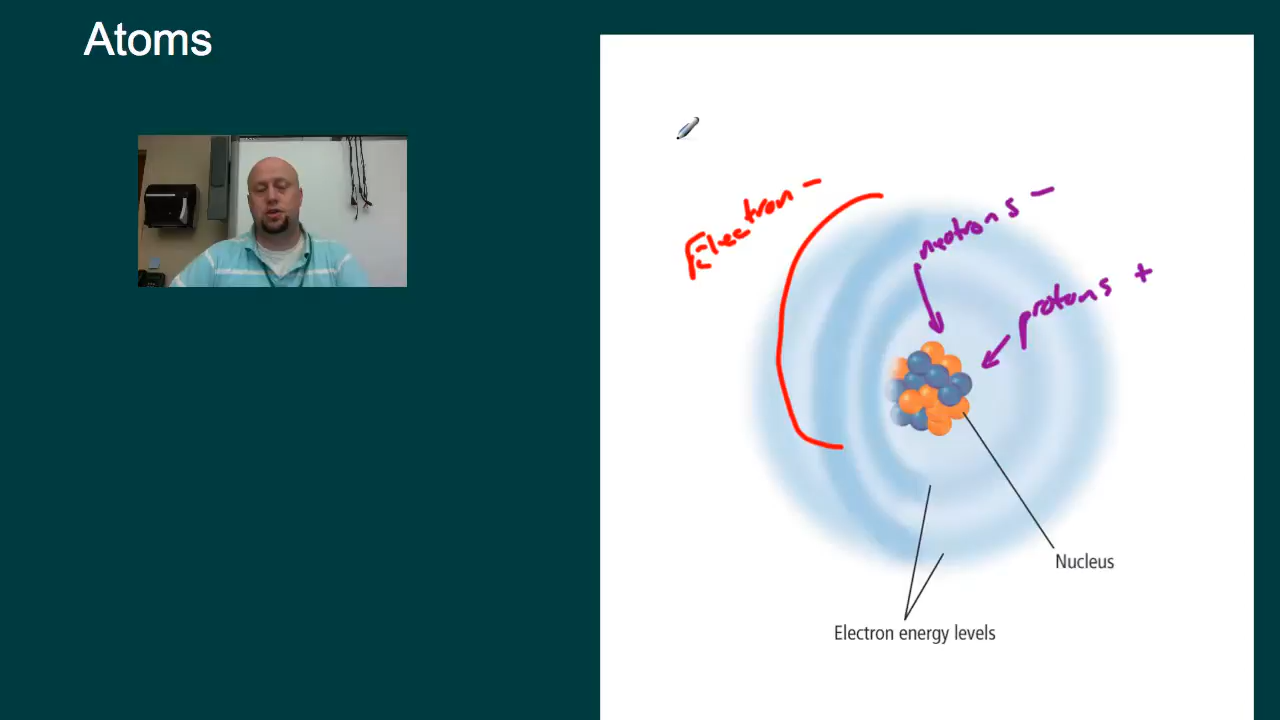 Atoms
Electron -
neutrons -
protons +
Nucleus
Electron energy levels